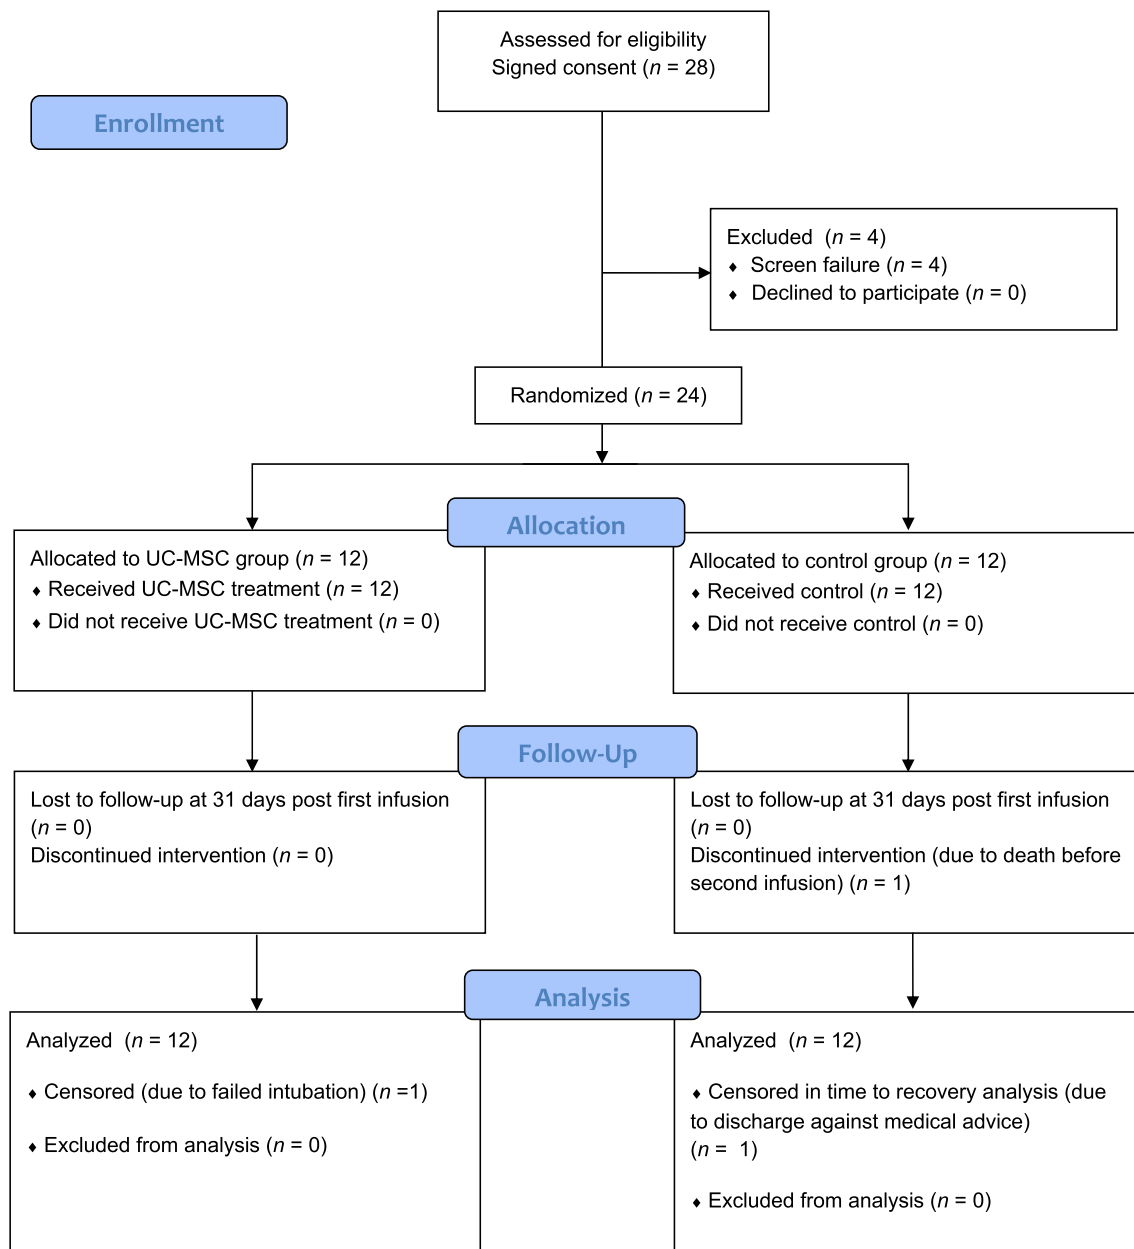 Assessed for eligibility
Signed consent (n = 28)
Enrollment
Excluded (n = 4)
♦ Screen failure (n = 4)
♦ Declined to participate (n = 0)
Randomized (n = 24)
Allocation
Allocated to UC-MSC group (n = 12)
♦ Received UC-MSC treatment (n = 12)
♦ Did not receive UC-MSC treatment (n = 0)
Allocated to control group (n = 12)
♦ Received control (n = 12)
♦ Did not receive control (n = 0)
Follow-Up
Lost to follow-up at 31 days post first infusion
(n = 0)
Discontinued intervention (n = 0)
Lost to follow-up at 31 days post first infusion
(n = 0)
Discontinued intervention (due to death before
second infusion) (n = 1)
Analysis
Analyzed (n = 12)
♦ Censored (due to failed intubation) (n =1)
♦ Excluded from analysis (n = 0)
Analyzed (n = 12)
♦ Censored in time to recovery analysis (due
to discharge against medical advice)
(n = 1)
♦ Excluded from analysis (n = 0)